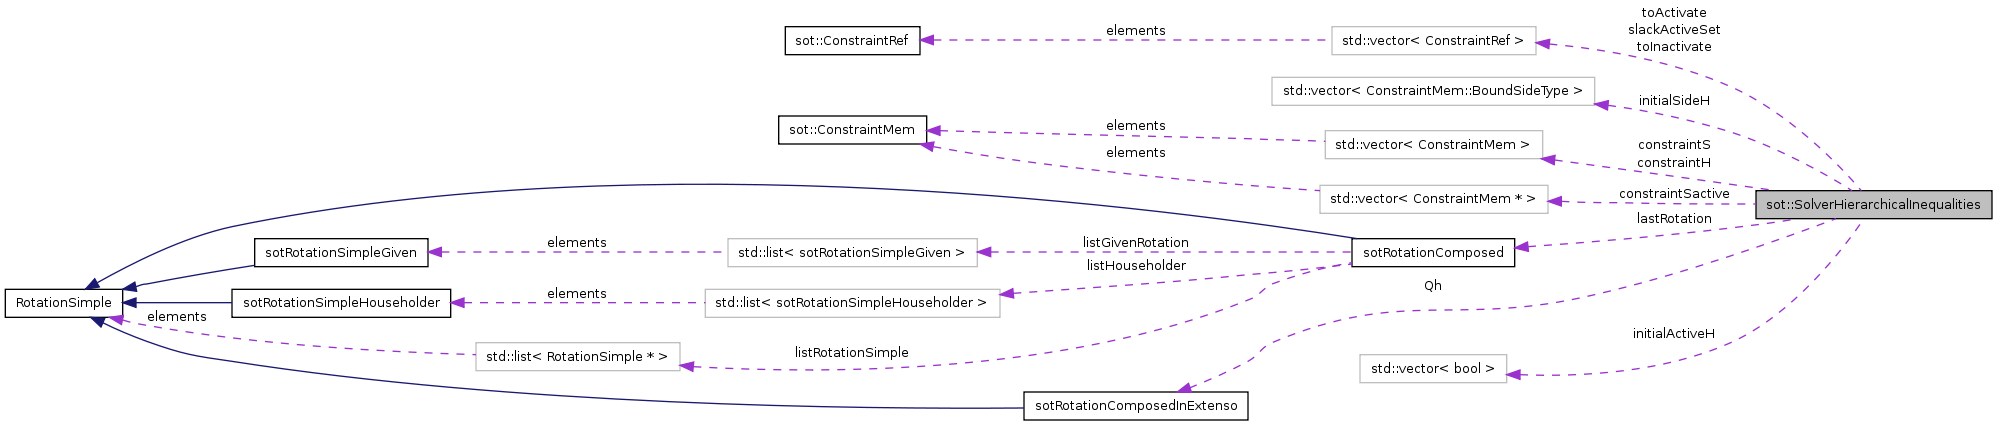 toActivate
slackActiveSet
toInactivate
sot::ConstraintRef
elements
std::vector< ConstraintRef >
std::vector< ConstraintMem::BoundSideType >
initialSideH
sot::ConstraintMem
elements
std::vector< ConstraintMem >
constraintS
constraintH
elements
std::vector< ConstraintMem * >
constraintSactive
sot::SolverHierarchicalInequalities
lastRotation
sotRotationSimpleGiven
elements
std::list< sotRotationSimpleGiven >
listGivenRotation
sotRotationComposed
listHouseholder
Qh
RotationSimple
sotRotationSimpleHouseholder
elements
std::list< sotRotationSimpleHouseholder >
elements
std::list< RotationSimple * >
listRotationSimple
initialActiveH
std::vector< bool >
sotRotationComposedInExtenso